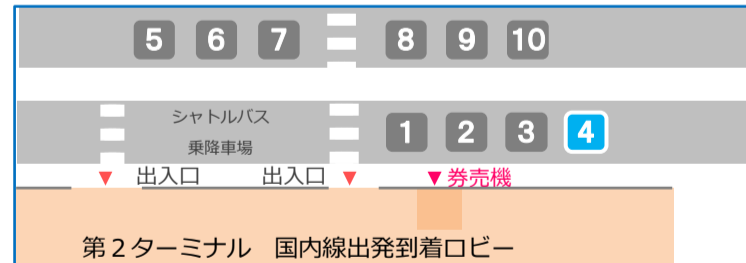 5 6 7 8 9 10
シャトルバス
乗降車場
1 2 3 4
出入口 出入口 券売機
第2ターミナル 国内線出発到着ロビー